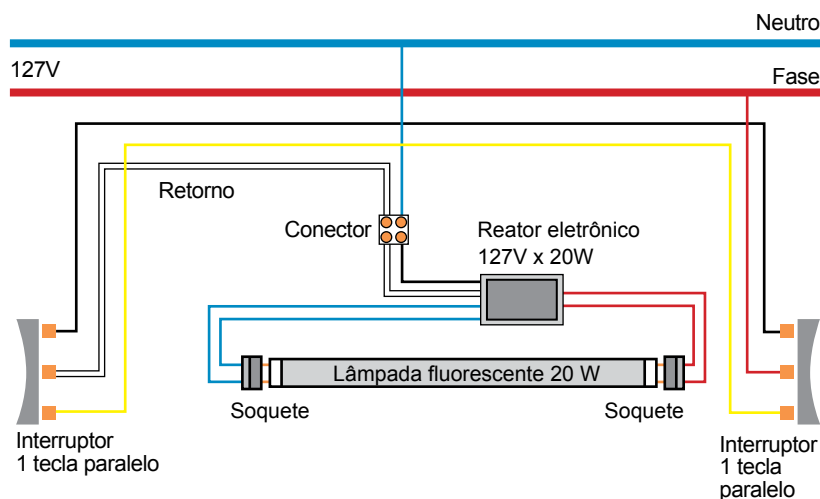 Neutro
127V
Fase
Retorno
Conector
Reator eletrônico
127V x 20W
Lâmpada fluorescente 20 W
Soquete
Soquete
Interruptor
1 tecla paralelo
Interruptor
1 tecla
paralelo